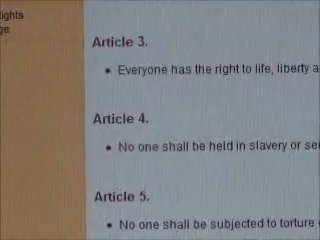 ights
ge
Article 3.
• Everyone has the right to life, liberty a
Article 4.
• No one shall be held in slavery or se
Article 5.
• No one shall be subjected to torture